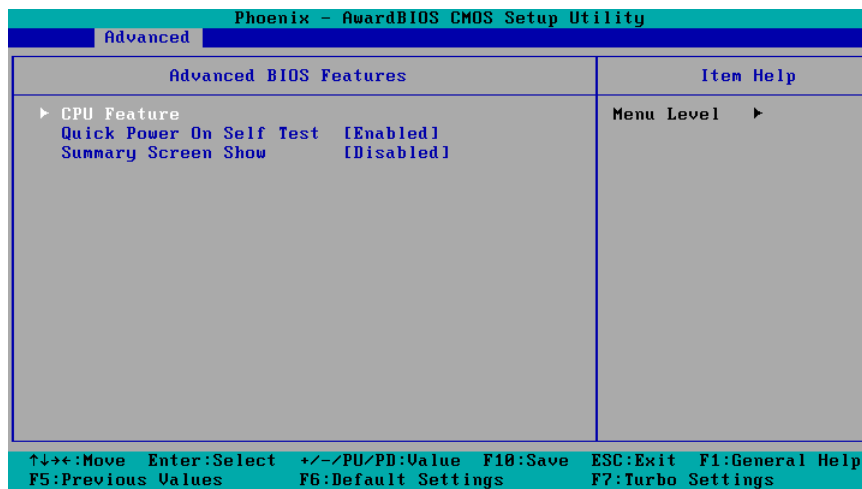 Phoenix - AwardBIOS CMOS Setup Utility
Advanced
Advanced BIOS Features
Item Help
▶ CPU Feature
Quick Power On Self Test [Enabled]
Summary Screen Show [Disabled]
Menu Level ▶
↑↓→←:Move Enter:Select +/-/PU/PD:Value F10:Save ESC:Exit F1:General Help
F5:Previous Values F6:Default Settings F7:Turbo Settings